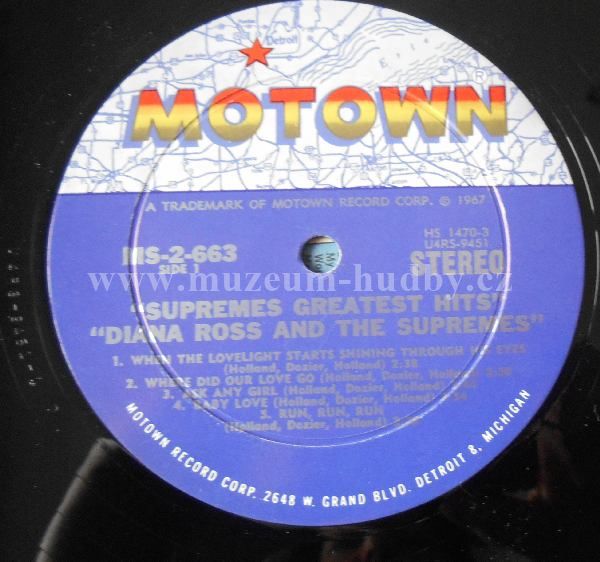 Detroit
Erie
MOTOWN ®
A TRADEMARK OF MOTOWN RECORD CORP. © 1967
HS 1470-3
MS-2-663 U4RS-9451
SIDE 1 STEREO
www.muzeum-hudby.cz
"SUPREMES GREATEST HITS"
"DIANA ROSS AND THE SUPREMES"
1. WHEN THE LOVELIGHT STARTS SHINING THROUGH HIS EYES
(Holland, Dozier, Holland) 2:38
2. WHERE DID OUR LOVE GO (Holland, Dozier, Holland) 2:30
3. ASK ANY GIRL (Holland, Dozier, Holland)
4. BABY LOVE (Holland, Dozier, Holland)
5. RUN, RUN, RUN
(Holland, Dozier, Holland)
MOTOWN RECORD CORP. 2648 W. GRAND BLVD. DETROIT 8, MICHIGAN